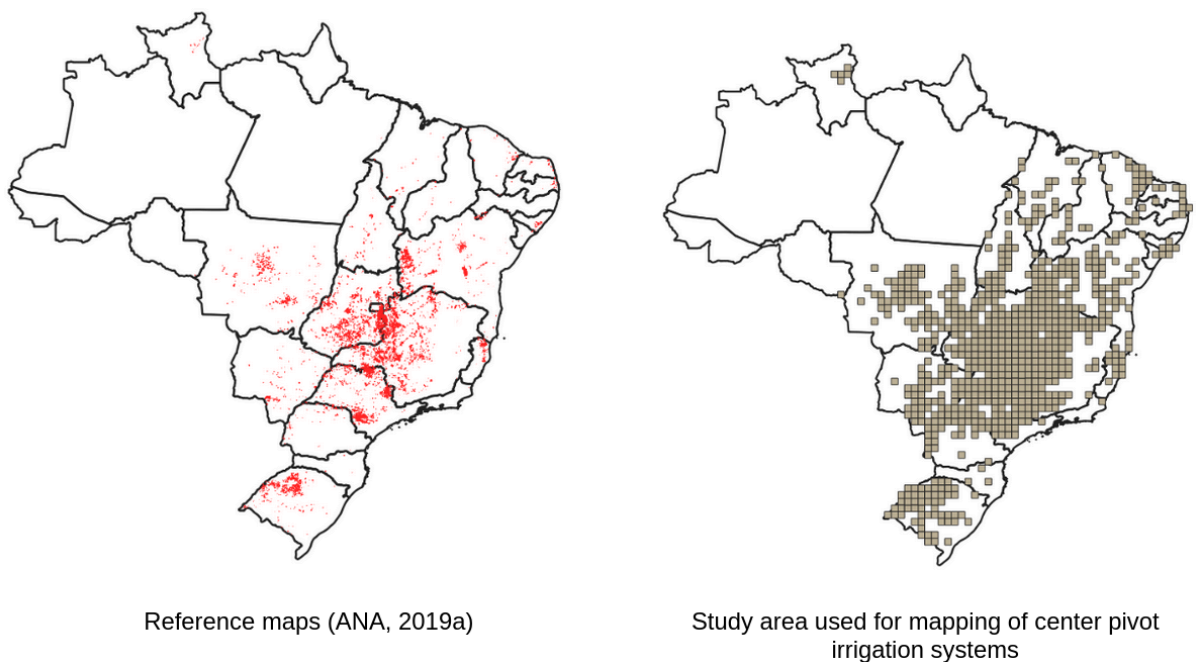 Reference maps (ANA, 2019a)
Study area used for mapping of center pivot
irrigation systems